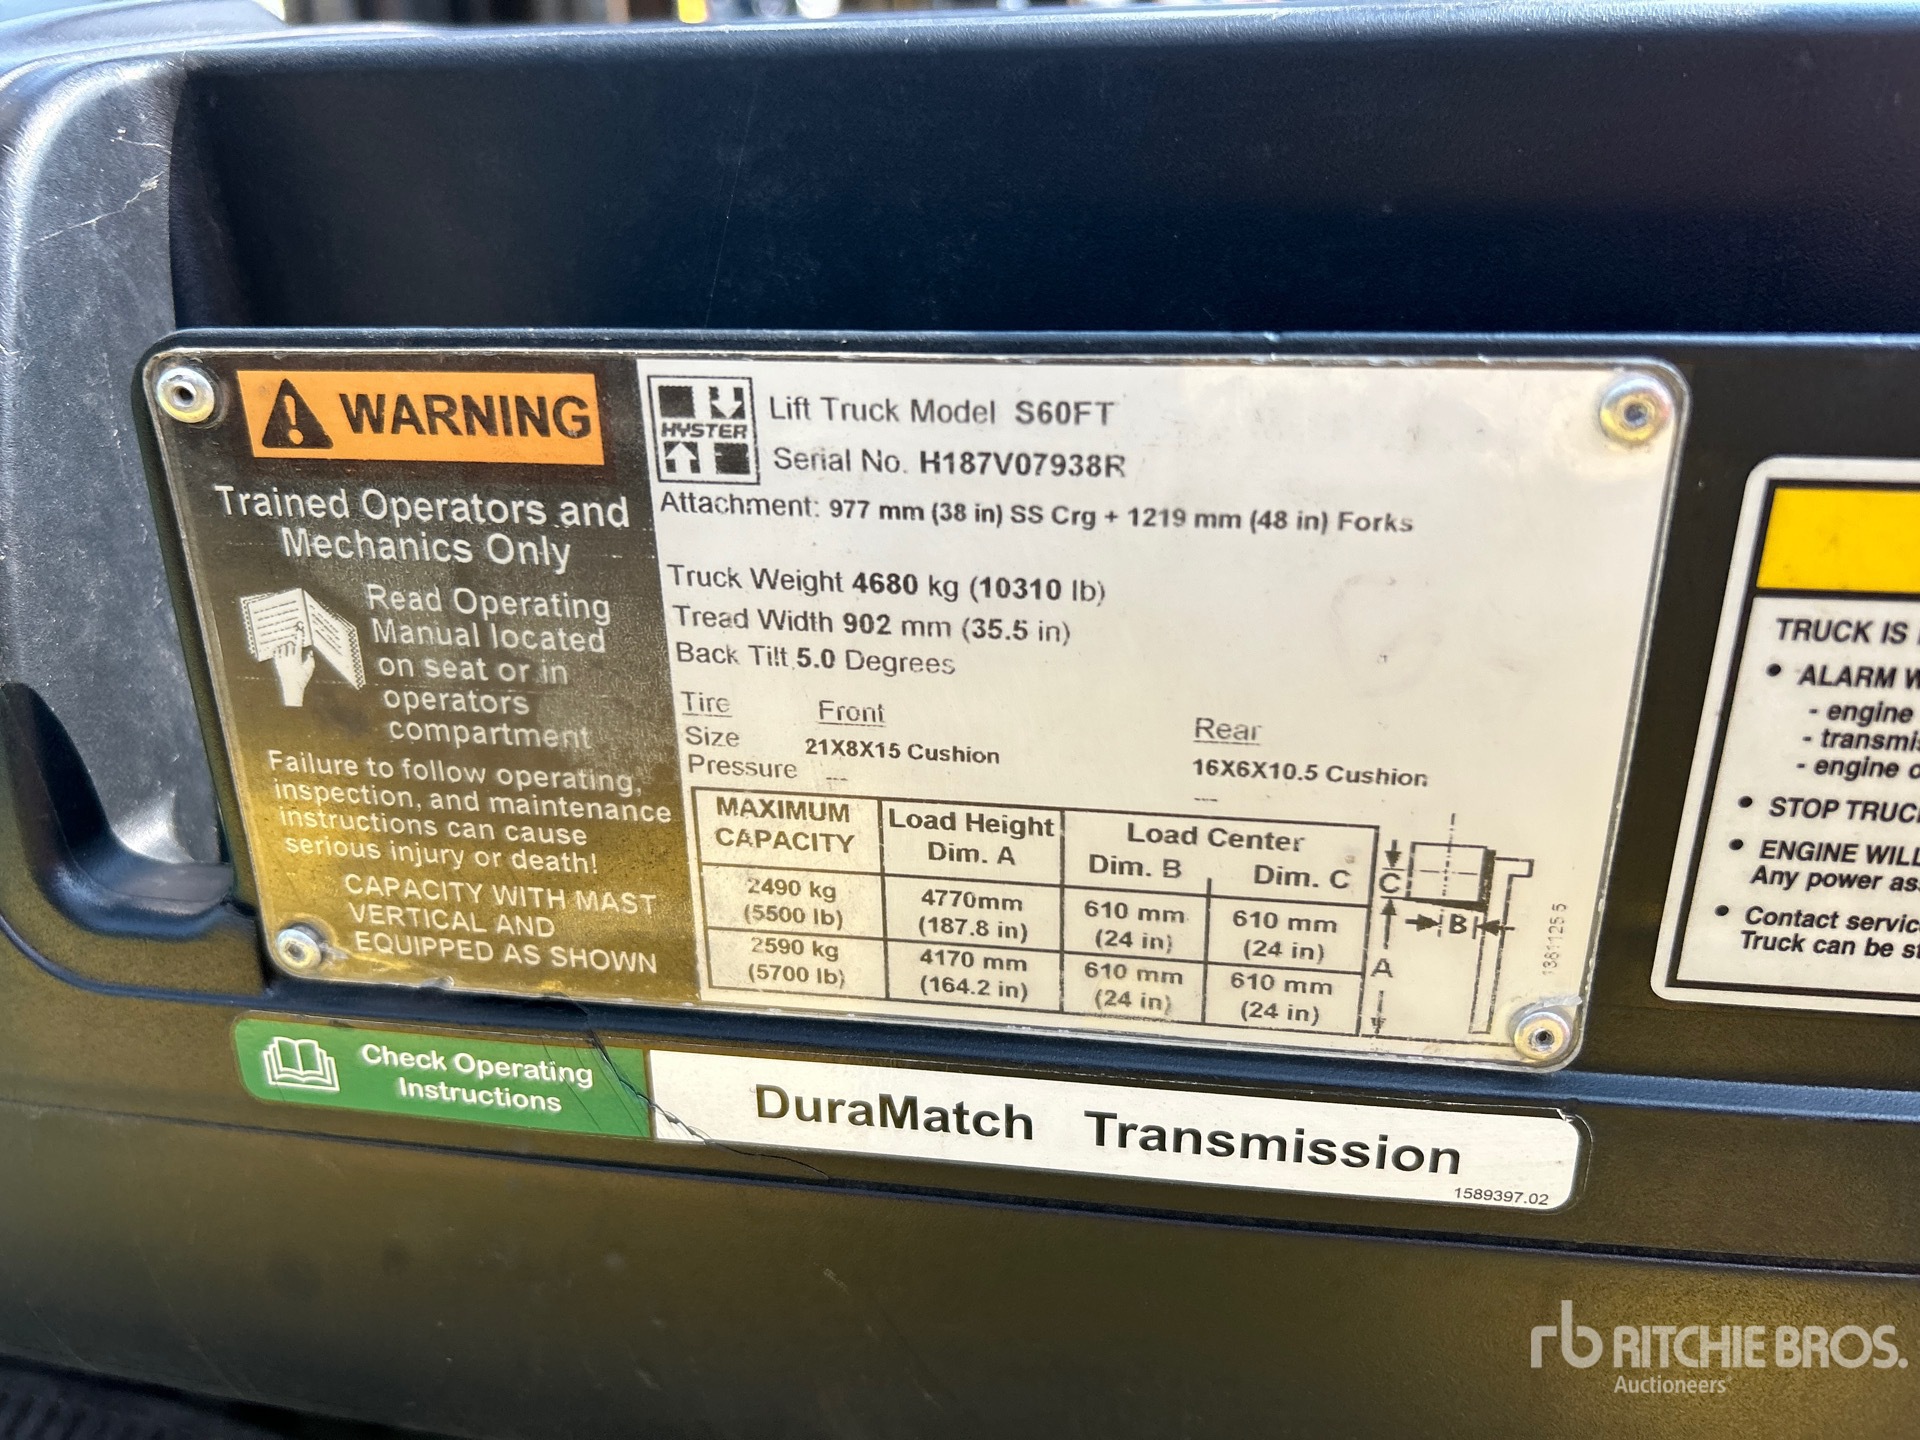 WARNING
Trained Operators and
Mechanics Only
Read Operating
Manual located
on seat or in
operators
compartment
Failure to follow operating,
inspection, and maintenance
instructions can cause
serious injury or death!
CAPACITY WITH MAST
VERTICAL AND
EQUIPPED AS SHOWN
HYSTER
Lift Truck Model S60FT
Serial No. H187V07938R
Attachment: 977 mm (38 in) SS Crg + 1219 mm (48 in) Forks
Truck Weight 4680 kg (10310 lb)
Tread Width 902 mm (35.5 in)
Back Tilt 5.0 Degrees
Tire Front Rear
Size 21X8X15 Cushion 16X6X10.5 Cushion
Pressure --- ---
MAXIMUM CAPACITY Load Height Dim. A Load Center Dim. B Dim. C
2490 kg 4770mm 610 mm 610 mm
(5500 lb) (187.8 in) (24 in) (24 in)
2590 kg 4170 mm 610 mm 610 mm
(5700 lb) (164.2 in) (24 in) (24 in)
C
B
A
Check Operating
Instructions
DuraMatch Transmission
1589397.02
TRUCK IS
• ALARM W
- engine
- transmis
- engine o
• STOP TRUC
• ENGINE WILL
Any power as
• Contact servic
Truck can be s
rb RITCHIE BROS.
Auctioneers